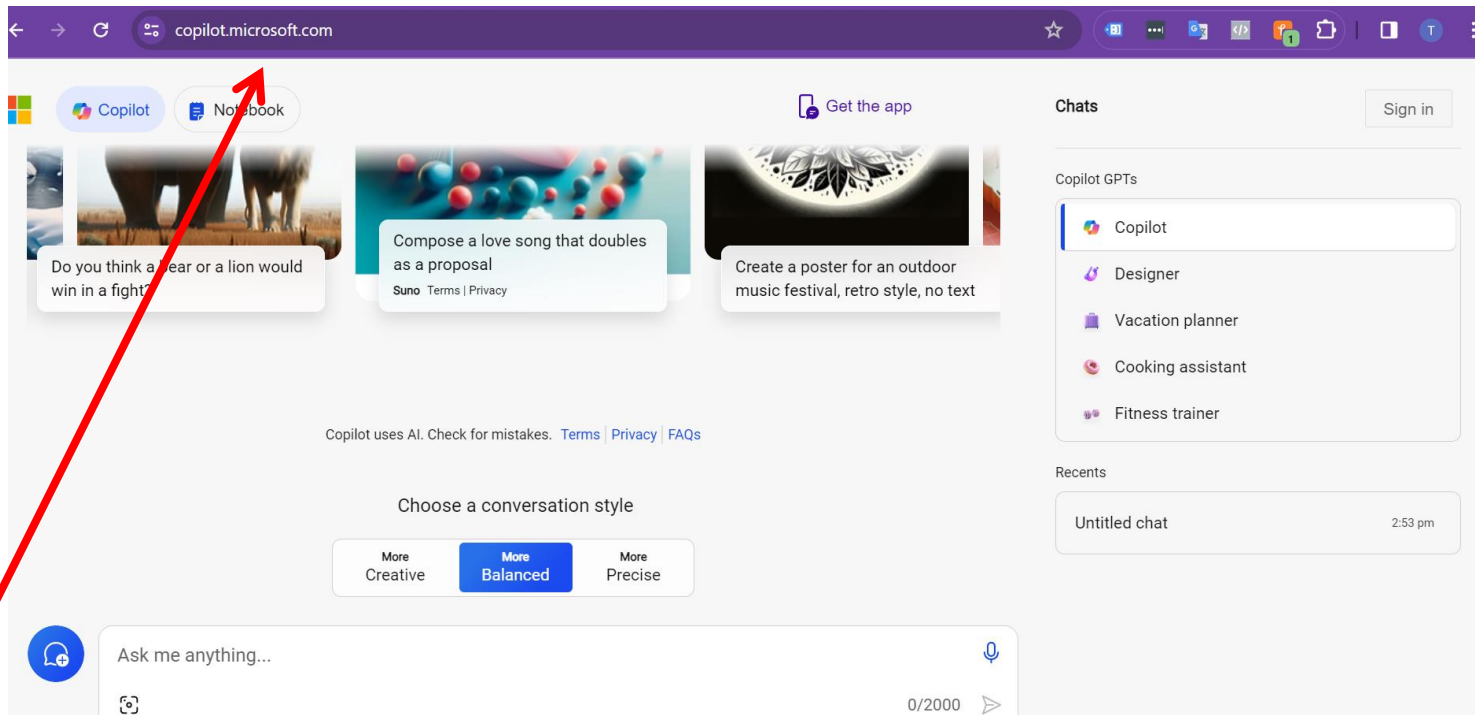 copilot.microsoft.com
1
T
Copilot
Notebook
Get the app
Chats
Sign in
Do you think a bear or a lion would
win in a fight?
Compose a love song that doubles
as a proposal
Suno Terms | Privacy
Create a poster for an outdoor
music festival, retro style, no text
Copilot GPTs
Copilot
Designer
Vacation planner
Cooking assistant
Fitness trainer
Copilot uses AI. Check for mistakes. Terms | Privacy | FAQs
Recents
Untitled chat 2:53 pm
Choose a conversation style
More
Creative
More
Balanced
More
Precise
Ask me anything...
0/2000